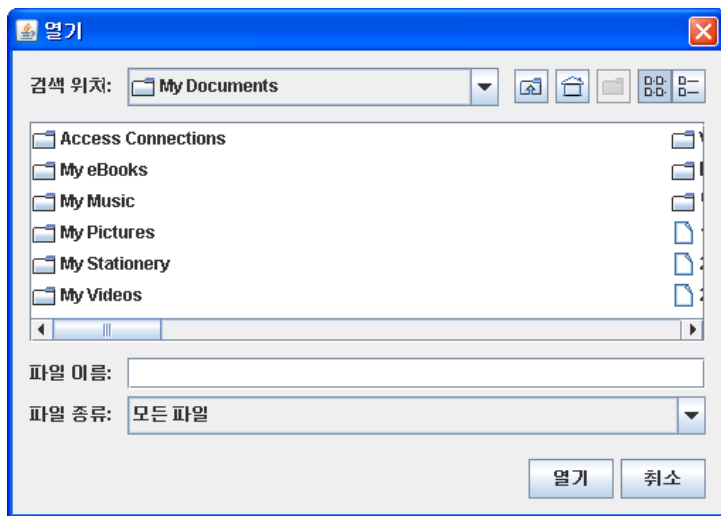 열기
검색 위치: My Documents
Access Connections
My eBooks
My Music
My Pictures
My Stationery
My Videos
파일 이름:
파일 종류: 모든 파일
열기 취소